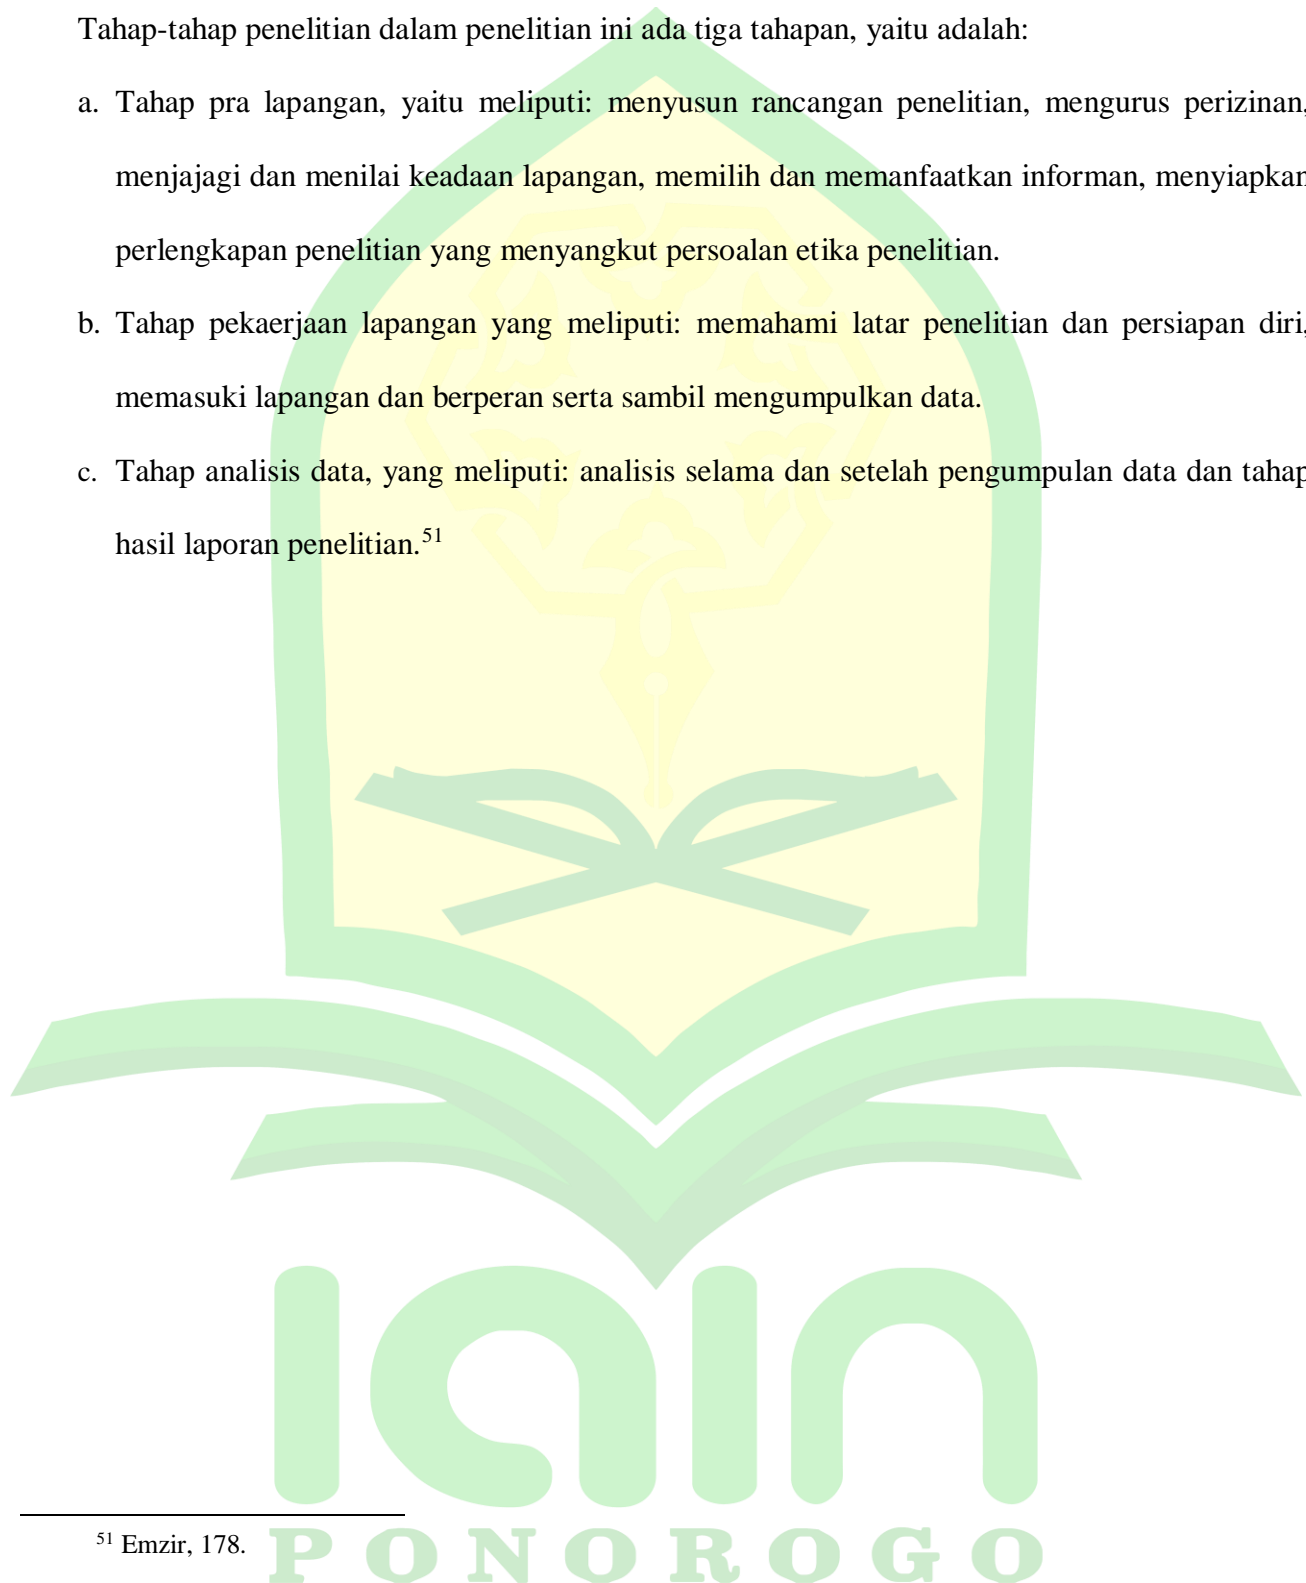 Tahap-tahap penelitian dalam penelitian ini ada tiga tahapan, yaitu adalah:
a. Tahap pra lapangan, yaitu meliputi: menyusun rancangan penelitian, mengurus perizinan,
menjajagi dan menilai keadaan lapangan, memilih dan memanfaatkan informan, menyiapkan
perlengkapan penelitian yang menyangkut persoalan etika penelitian.
b. Tahap pekaerjaan lapangan yang meliputi: memahami latar penelitian dan persiapan diri,
memasuki lapangan dan berperan serta sambil mengumpulkan data.
c. Tahap analisis data, yang meliputi: analisis selama dan setelah pengumpulan data dan tahap
hasil laporan penelitian.51
iain
51 Emzir, 178.
PONOROGO